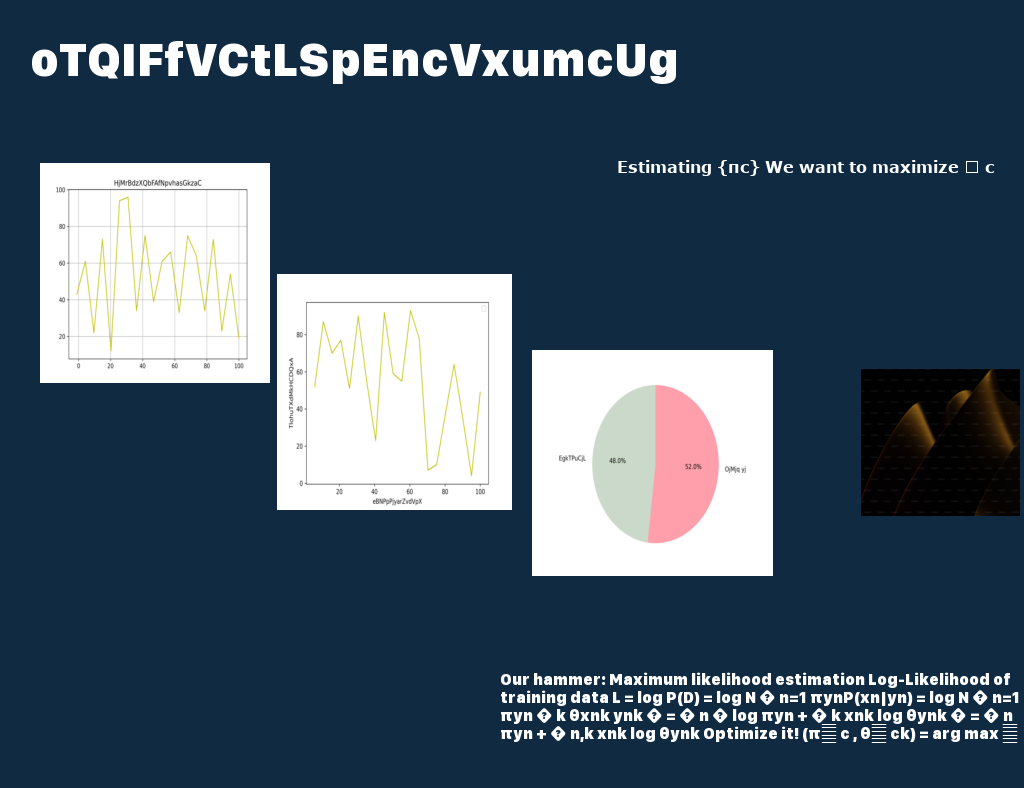 oTQIFfVCtLSpEncVxumcUg
Estimating {πc} We want to maximize □ c
HjMrBdzXQbFAfNpvhasGkzaC
100
80
60
40
20
0 20 40 60 80 100
TlohuTXdMkHCDQxA
80
60
40
20
0
20 40 60 80 100
eBNPpPjyarZvdVpX
EgkTPuCjL
48.0%
52.0%
OjMjq yj
Our hammer: Maximum likelihood estimation Log-Likelihood of
training data L = log P(D) = log N � n=1 πynP(xn|yn) = log N � n=1
πyn � k θxnk ynk � = � n � log πyn + � k xnk log θynk � = � n
πyn + � n,k xnk log θynk Optimize it! (π▒ c , θ▒ ck) = arg max ▒